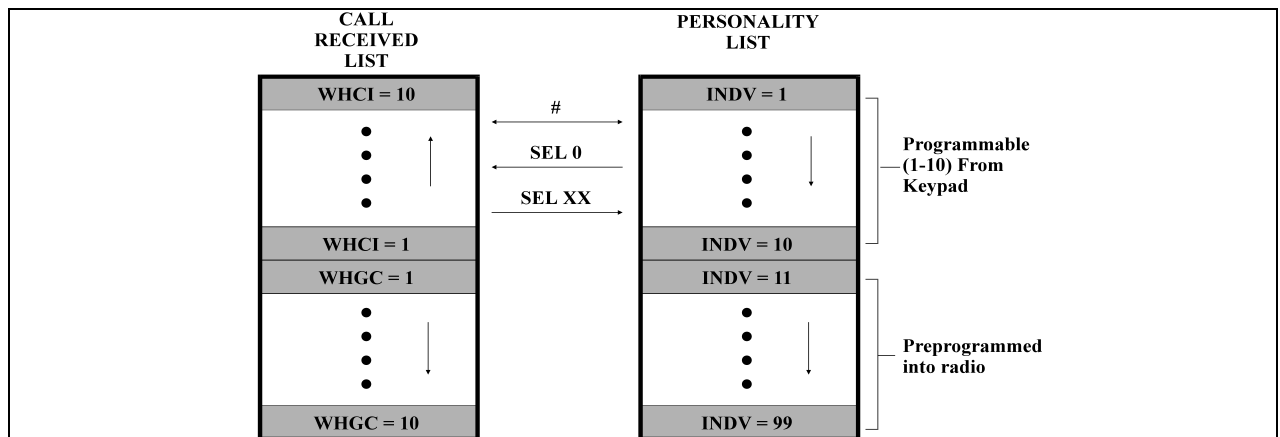 CALL
RECEIVED
LIST
PERSONALITY
LIST
WHCI = 10
#
INDV = 1
SEL 0
SEL XX
Programmable
(1-10) From
Keypad
WHCI = 1
INDV = 10
WHGC = 1
INDV = 11
Preprogrammed
into radio
WHGC = 10
INDV = 99